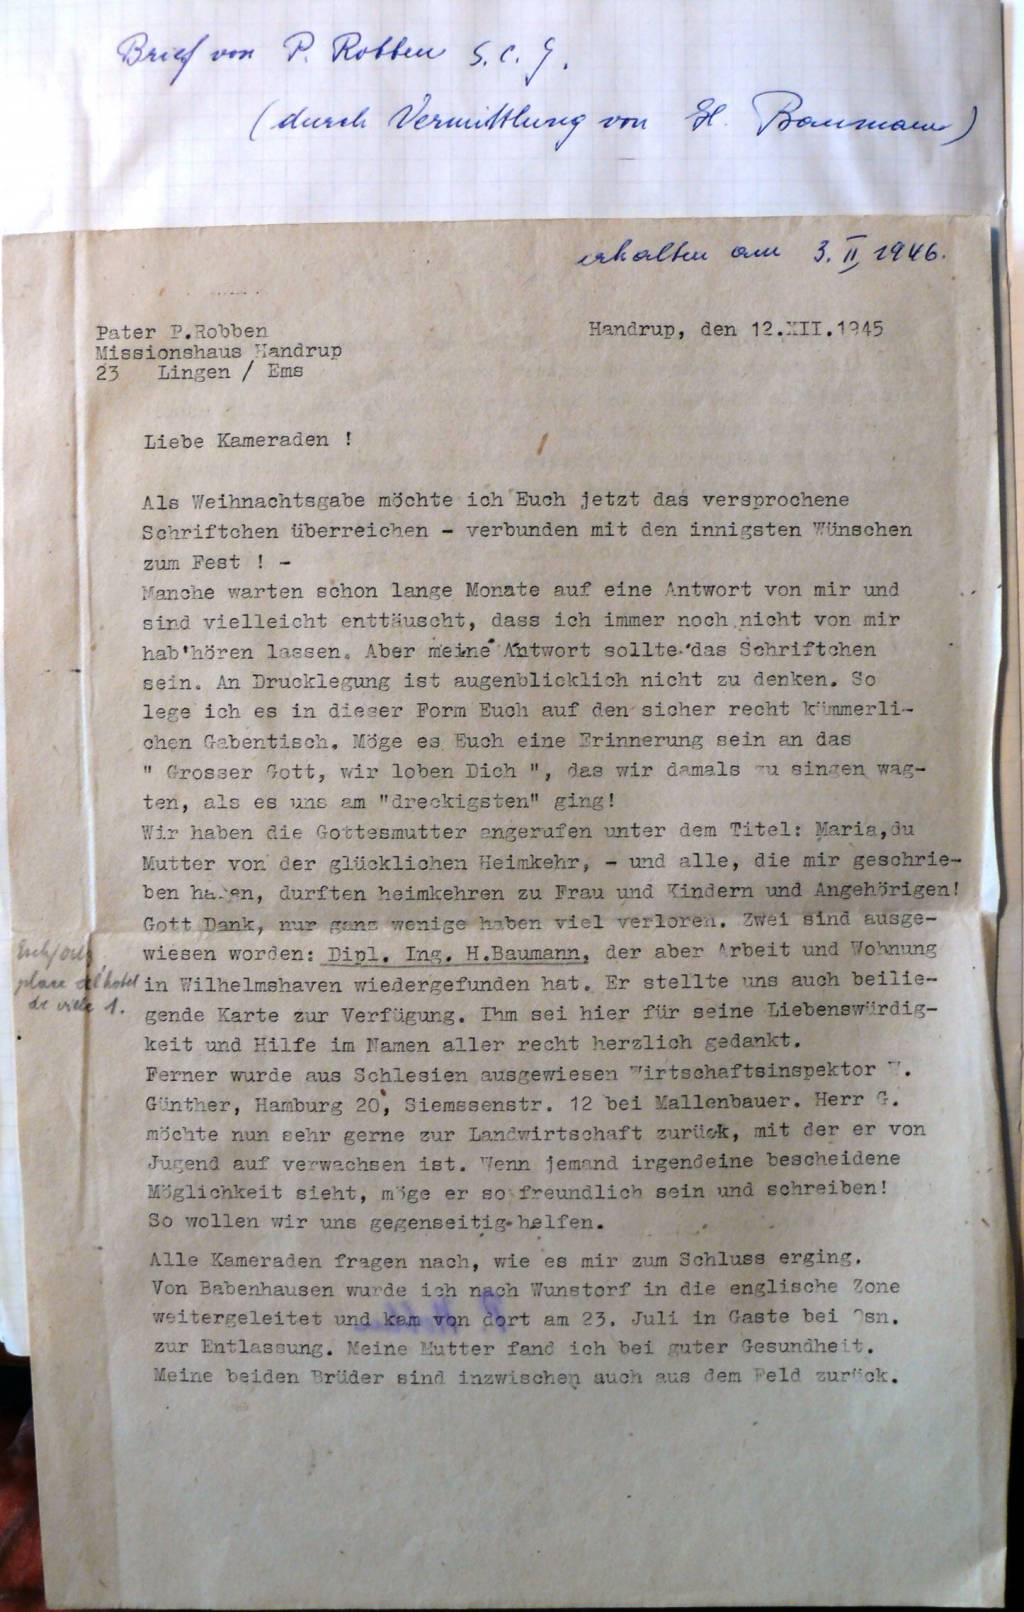 Brief von P. Robben S.C.J.
(durch Vermittlung von H. Baumann)
erhalten am 3. II 1946.
Pater P.Robben
Missionshaus Handrup
23 Lingen / Ems
Handrup, den 12.XII.1945
Liebe Kameraden !
Als Weihnachtsgabe möchte ich Euch jetzt das versprochene
Schriftchen überreichen - verbunden mit den innigsten Wünschen
zum Fest ! -
Manche warten schon lange Monate auf eine Antwort von mir und
sind vielleicht enttäuscht, dass ich immer noch nicht von mir
hab'hören lassen. Aber meine Antwort sollte das Schriftchen
sein. An Drucklegung ist augenblicklich nicht zu denken. So
lege ich es in dieser Form Euch auf den sicher recht kümmerli-
chen Gabentisch. Möge es Euch eine Erinnerung sein an das
" Grosser Gott, wir loben Dich ", das wir damals zu singen wag-
ten, als es uns am "dreckigsten" ging!
Wir haben die Gottesmutter angerufen unter dem Titel: Maria,du
Mutter von der glücklichen Heimkehr, - und alle, die mir geschrie-
ben haben, durften heimkehren zu Frau und Kindern und Angehörigen!
Gott Dank, nur ganz wenige haben viel verloren. Zwei sind ausge-
wiesen worden: Dipl. Ing. H.Baumann, der aber Arbeit und Wohnung
place de l'hotel
de ville 1.
in Wilhelmshaven wiedergefunden hat. Er stellte uns auch beilie-
gende Karte zur Verfügung. Ihm sei hier für seine Liebenswürdig-
keit und Hilfe im Namen aller recht herzlich gedankt.
Ferner wurde aus Schlesien ausgewiesen Wirtschaftsinspektor W.
Günther, Hamburg 20, Siemssenstr. 12 bei Mallenbauer. Herr G.
möchte nun sehr gerne zur Landwirtschaft zurück, mit der er von
Jugend auf verwachsen ist. Wenn jemand irgendeine bescheidene
Möglichkeit sieht, möge er so freundlich sein und schreiben!
So wollen wir uns gegenseitig helfen.
Alle Kameraden fragen nach, wie es mir zum Schluss erging.
Von Babenhausen wurde ich nach Wunstorf in die englische Zone
weitergeleitet und kam von dort am 23. Juli in Gaste bei Osn.
zur Entlassung. Meine Mutter fand ich bei guter Gesundheit.
Meine beiden Brüder sind inzwischen auch aus dem Feld zurück.